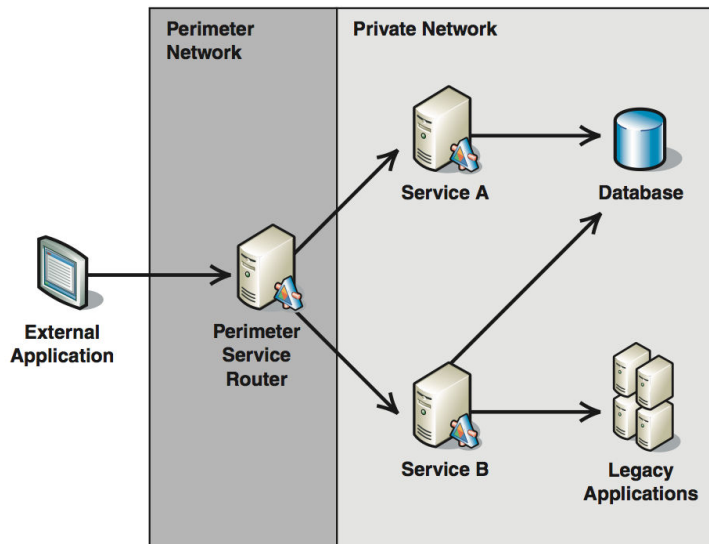 Perimeter
Network
Private Network
Service A
Database
External
Application
Perimeter
Service
Router
Service B
Legacy
Applications